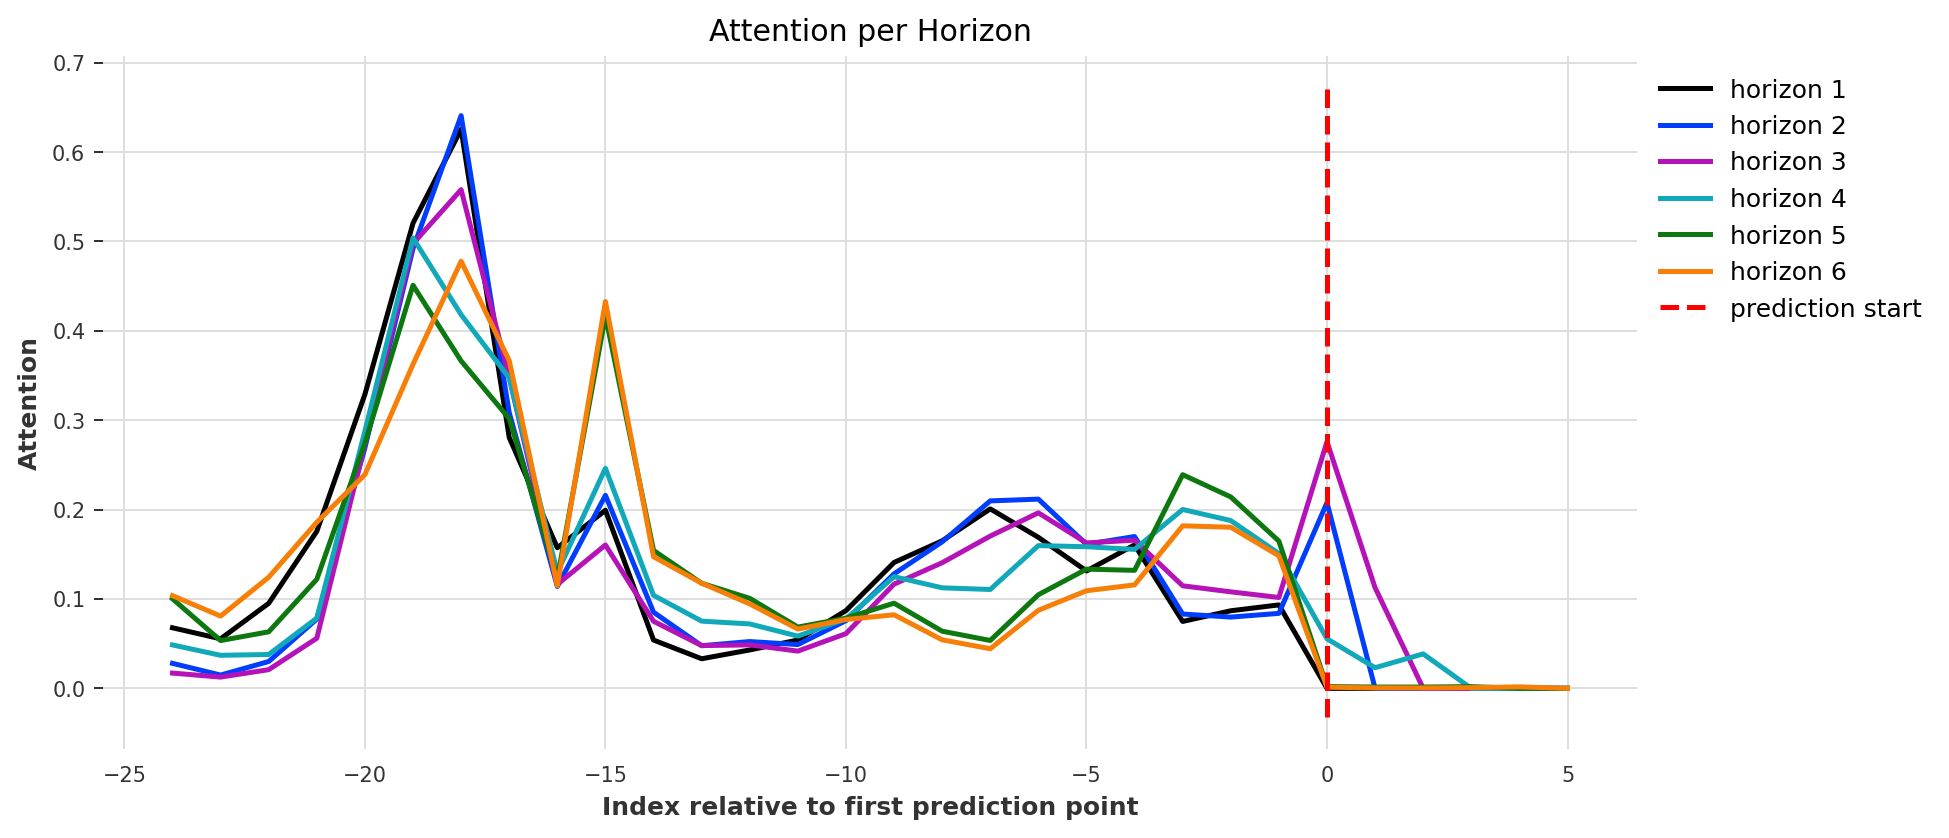 Attention per Horizon
0.7
0.6
0.5
0.4
0.3
0.2
0.1
0.0
Attention
−25
−20
−15
−10
−5
0
5
Index relative to first prediction point
horizon 1
horizon 2
horizon 3
horizon 4
horizon 5
horizon 6
prediction start